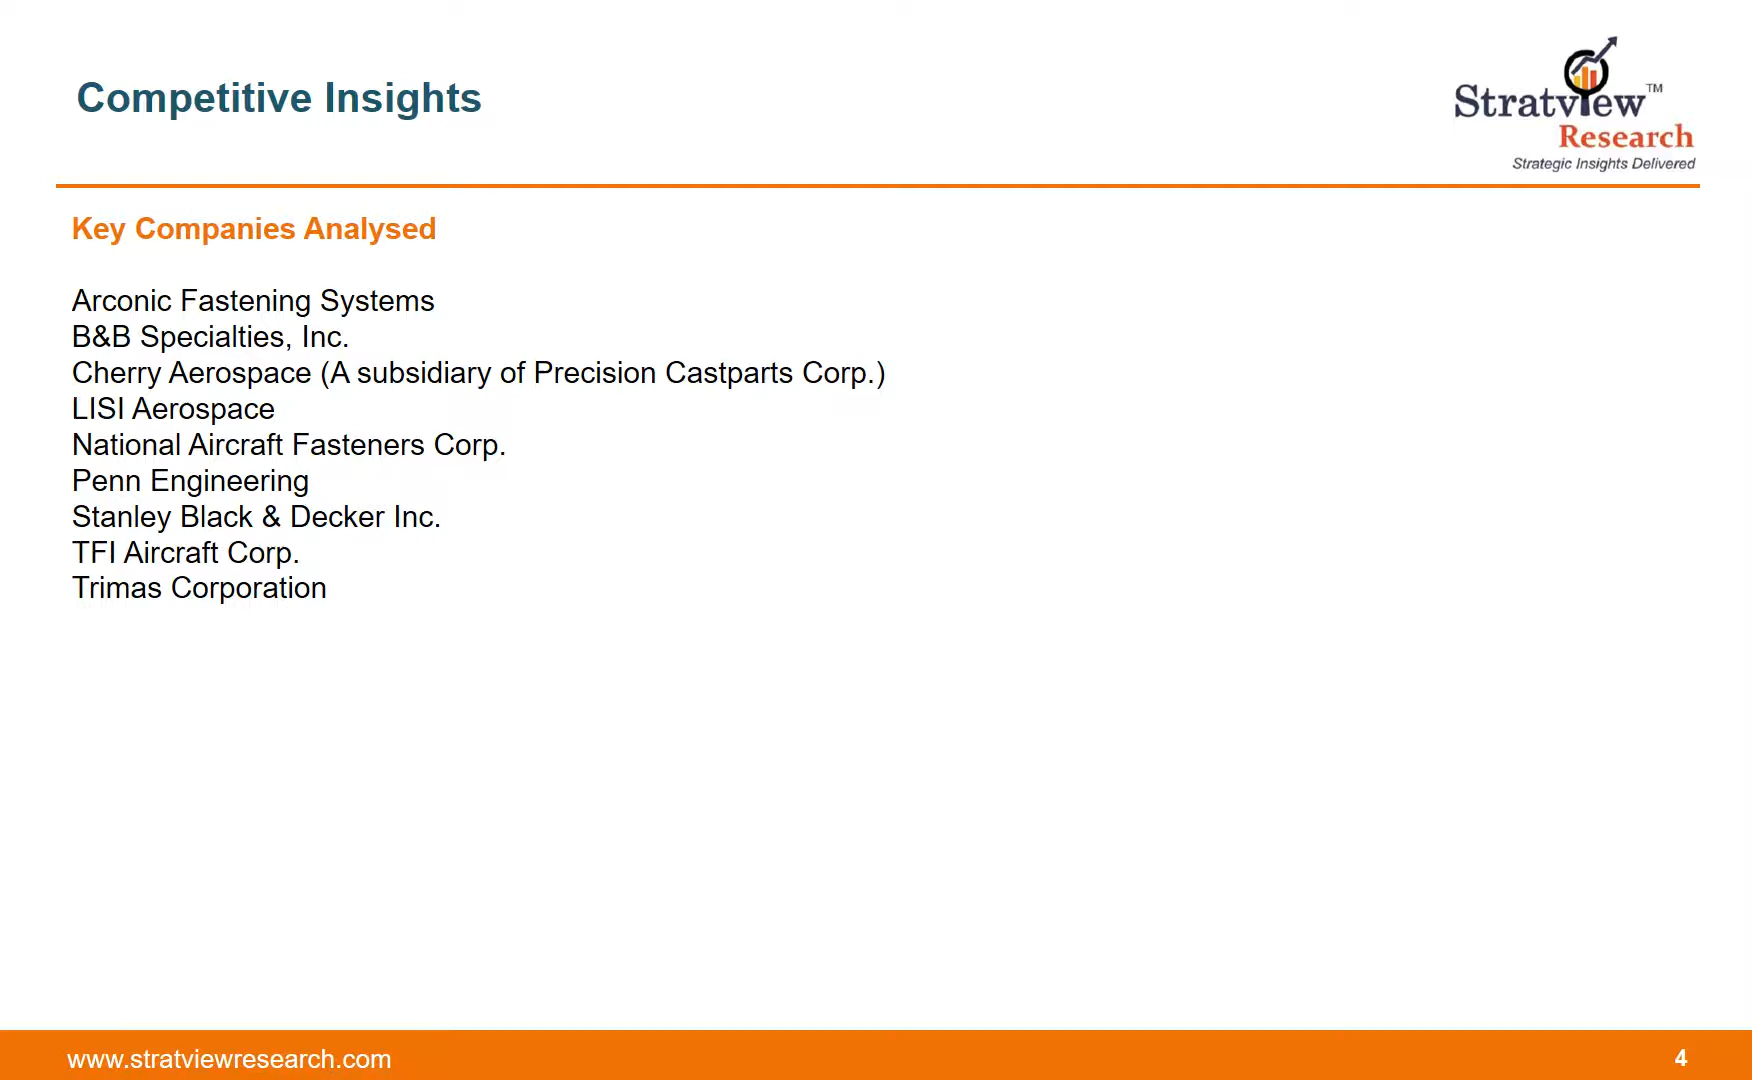 Competitive Insights
Stratview™
Research
Strategic Insights Delivered
Key Companies Analysed
Arconic Fastening Systems
B&B Specialties, Inc.
Cherry Aerospace (A subsidiary of Precision Castparts Corp.)
LISI Aerospace
National Aircraft Fasteners Corp.
Penn Engineering
Stanley Black & Decker Inc.
TFI Aircraft Corp.
Trimas Corporation
www.stratviewresearch.com
4